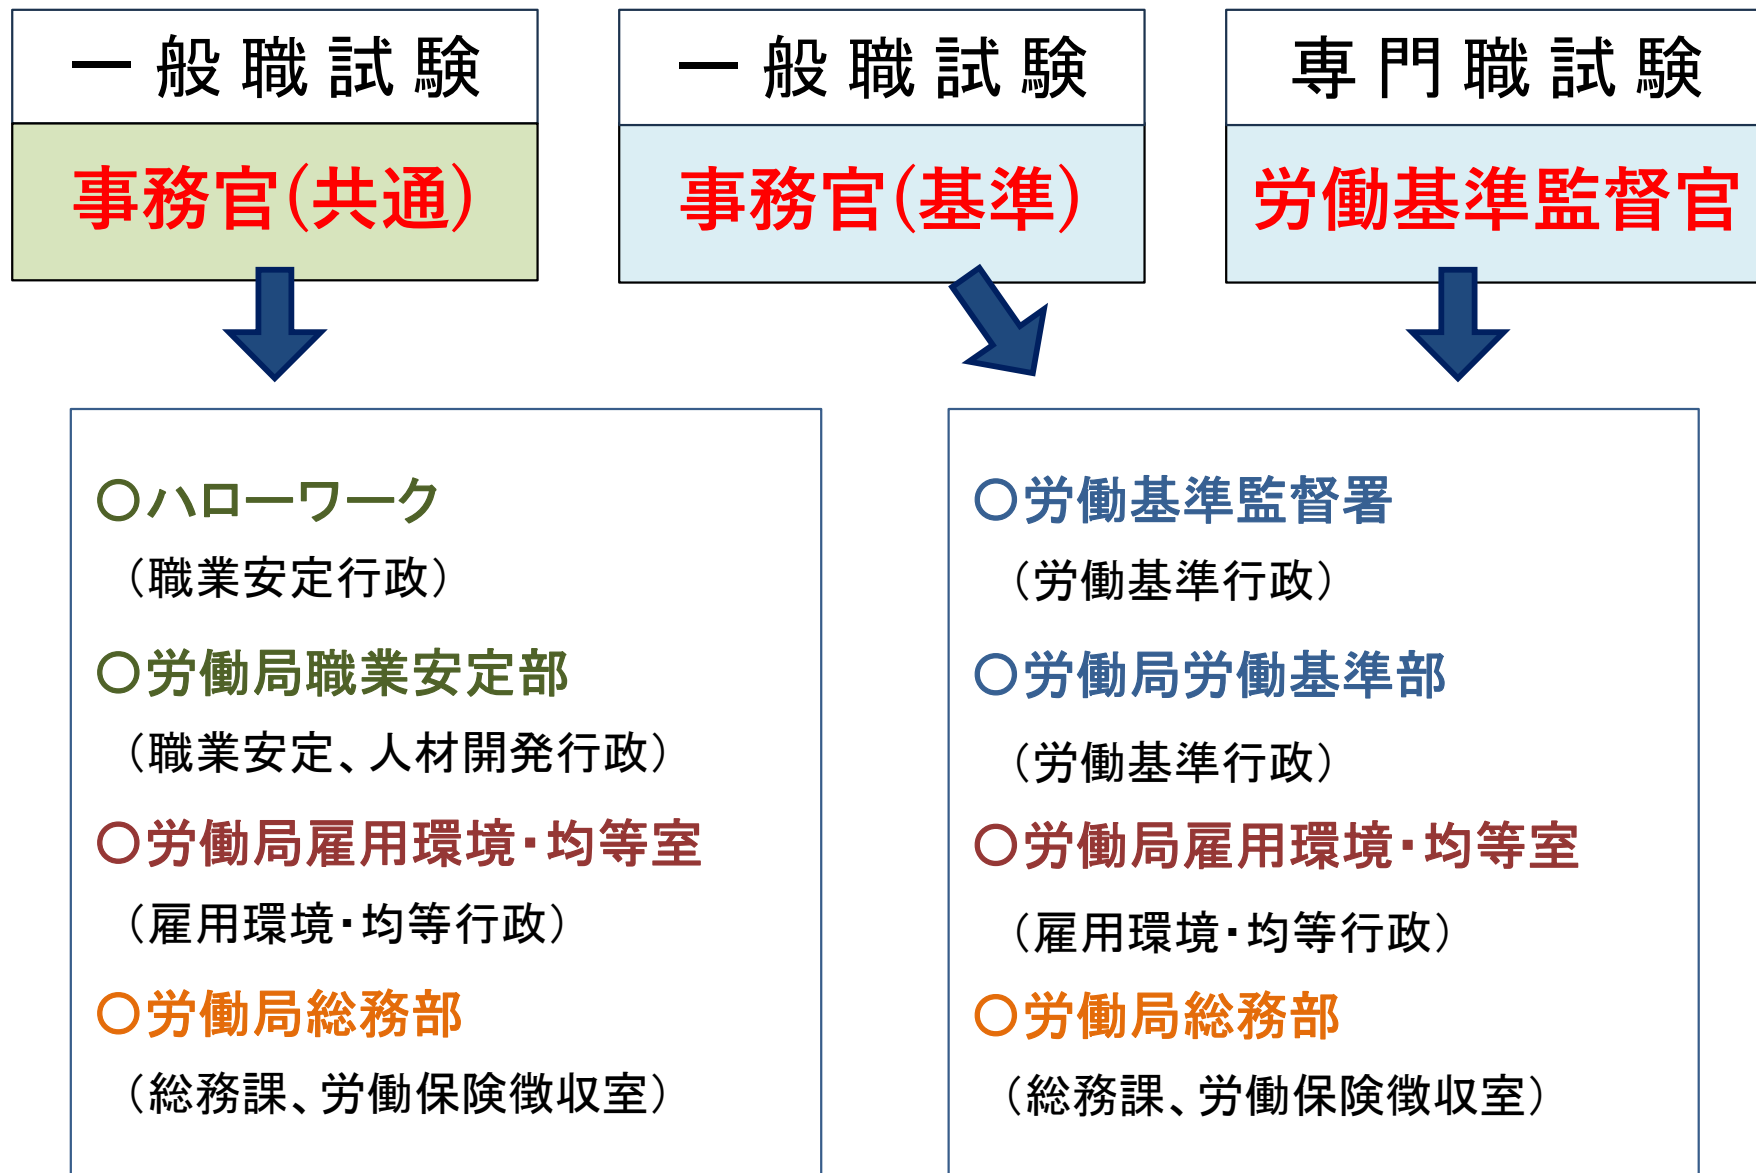 一般職試験
事務官(共通)
一般職試験
事務官(基準)
専門職試験
労働基準監督官
○ハローワーク
（職業安定行政）
○労働局職業安定部
（職業安定、人材開発行政）
○労働局雇用環境・均等室
（雇用環境・均等行政）
○労働局総務部
（総務課、労働保険徴収室）
○労働基準監督署
（労働基準行政）
○労働局労働基準部
（労働基準行政）
○労働局雇用環境・均等室
（雇用環境・均等行政）
○労働局総務部
（総務課、労働保険徴収室）